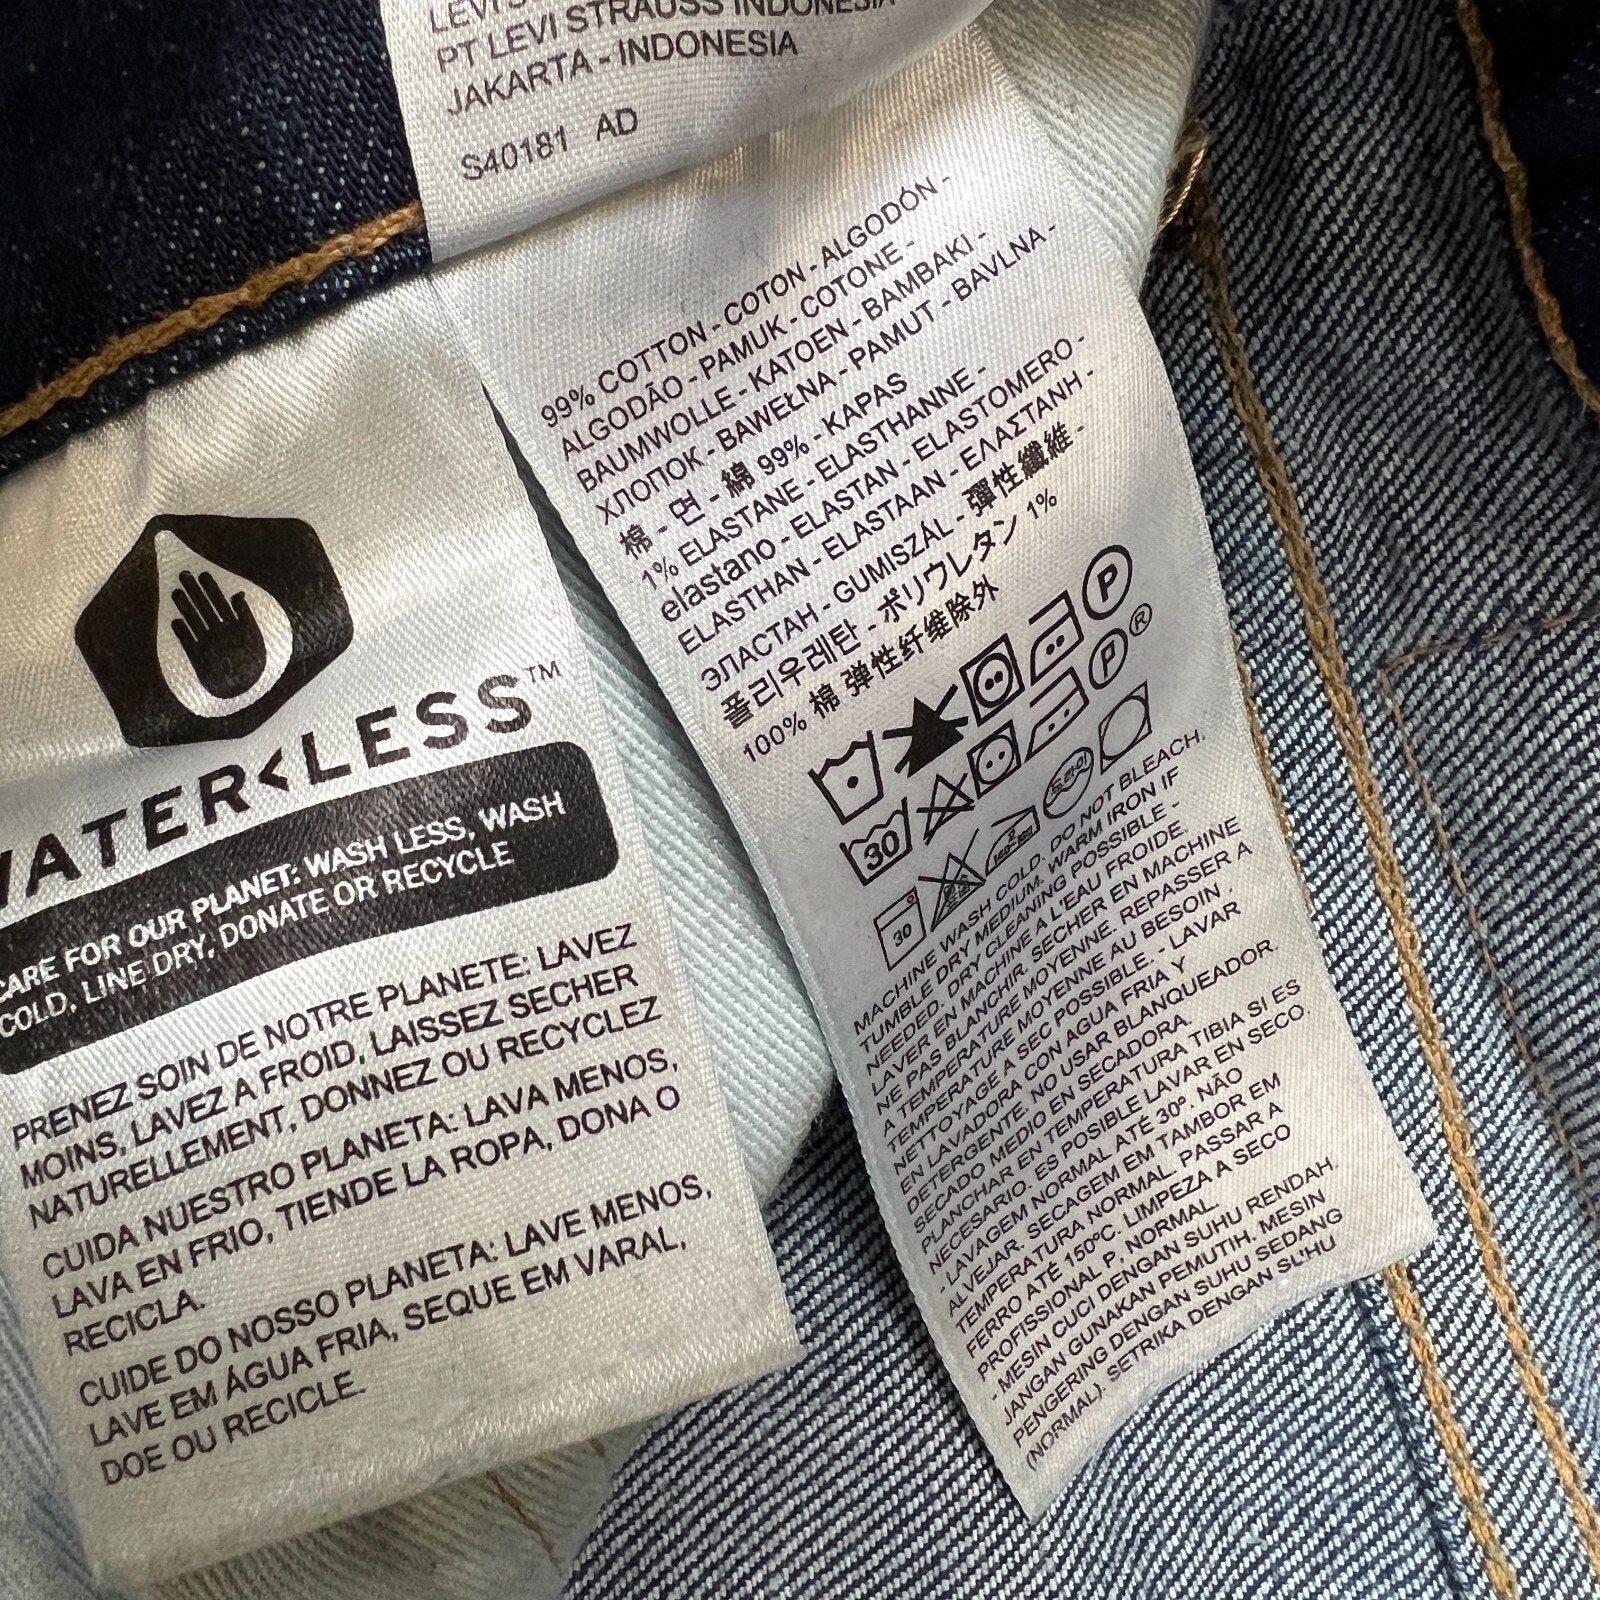 PT LEVI STRAUSS INDONESIA
JAKARTA - INDONESIA
S40181 AD
99% COTTON - COTON - ALGODÓN -
ALGODÃO - PAMUK - COTONE -
BAUMWOLLE - KATOEN - BAMBAKI -
ХЛОПОК - BAWEŁNA - PAMUT - BAVLNA -
棉 - 면 - 綿 99% - KAPAS
1% ELASTANE - ELASTHANNE -
elastano - ELASTAN - ELASTOMERO -
ELASTHAN - ELASTAAN - ΕΛΑΣΤΑΝΗ -
ЭЛАСТАН - GUMISZÁL - 彈性纖維 -
폴리우레탄 - ポリウレタン 1%
100% 棉 弹性纤维除外
P
30 P ®
30 드라이
MACHINE WASH COLD. DO NOT BLEACH.
TUMBLE DRY MEDIUM. WARM IRON IF
NEEDED. DRY CLEANING POSSIBLE -
LAVER EN MACHINE A L'EAU FROIDE.
NE PAS BLANCHIR. SECHER EN MACHINE
A TEMPERATURE MOYENNE. REPASSER A
TEMPERATURE MOYENNE AU BESOIN .
NETTOYAGE A SEC POSSIBLE. - LAVAR
EN LAVADORA CON AGUA FRIA Y
DETERGENTE. NO USAR BLANQUEADOR.
SECADO MEDIO EN SECADORA.
PLANCHAR EN TEMPERATURA TIBIA SI ES
NECESARIO. ES POSIBLE LAVAR EN SECO.
- LAVAGEM NORMAL ATÉ 30º. NÃO
ALVEJAR. SECAGEM EM TAMBOR EM
TEMPERATURA NORMAL. PASSAR A
FERRO ATÉ 150ºC. LIMPEZA A SECO
PROFISSIONAL P, NORMAL.
- MESIN CUCI DENGAN SUHU RENDAH.
JANGAN GUNAKAN PEMUTIH. MESIN
PENGERING DENGAN SUHU SEDANG
(NORMAL). SETRIKA DENGAN SUHU
WATER<LESS™
CARE FOR OUR PLANET: WASH LESS, WASH
COLD, LINE DRY, DONATE OR RECYCLE
PRENEZ SOIN DE NOTRE PLANETE: LAVEZ
MOINS, LAVEZ A FROID, LAISSEZ SECHER
NATURELLEMENT, DONNEZ OU RECYCLEZ
CUIDA NUESTRO PLANETA: LAVA MENOS,
LAVA EN FRIO, TIENDE LA ROPA, DONA O
RECICLA.
CUIDE DO NOSSO PLANETA: LAVE MENOS,
LAVE EM ÁGUA FRIA, SEQUE EM VARAL,
DOE OU RECICLE.